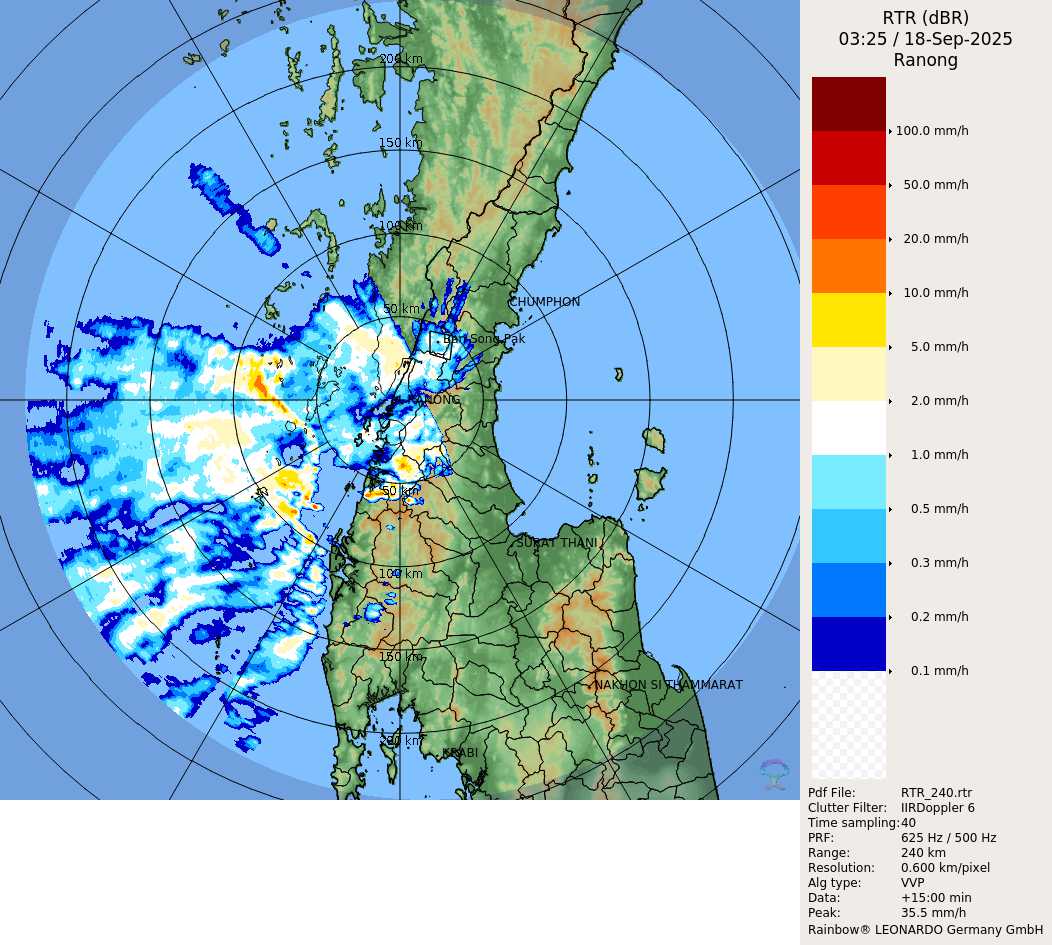 RTR (dBR)
03:25 / 18-Sep-2025
Ranong
200 km
150 km
100 km
50 km
CHUMPHON
Ban Song Pak
RANONG
50 km
SURAT THANI
100 km
150 km
NAKHON SI THAMMARAT
200 km
KRABI
100.0 mm/h
50.0 mm/h
20.0 mm/h
10.0 mm/h
5.0 mm/h
2.0 mm/h
1.0 mm/h
0.5 mm/h
0.3 mm/h
0.2 mm/h
0.1 mm/h
Pdf File: RTR_240.rtr
Clutter Filter: IIRDoppler 6
Time sampling:40
PRF: 625 Hz / 500 Hz
Range: 240 km
Resolution: 0.600 km/pixel
Alg type: VVP
Data: +15:00 min
Peak: 35.5 mm/h
Rainbow® LEONARDO Germany GmbH